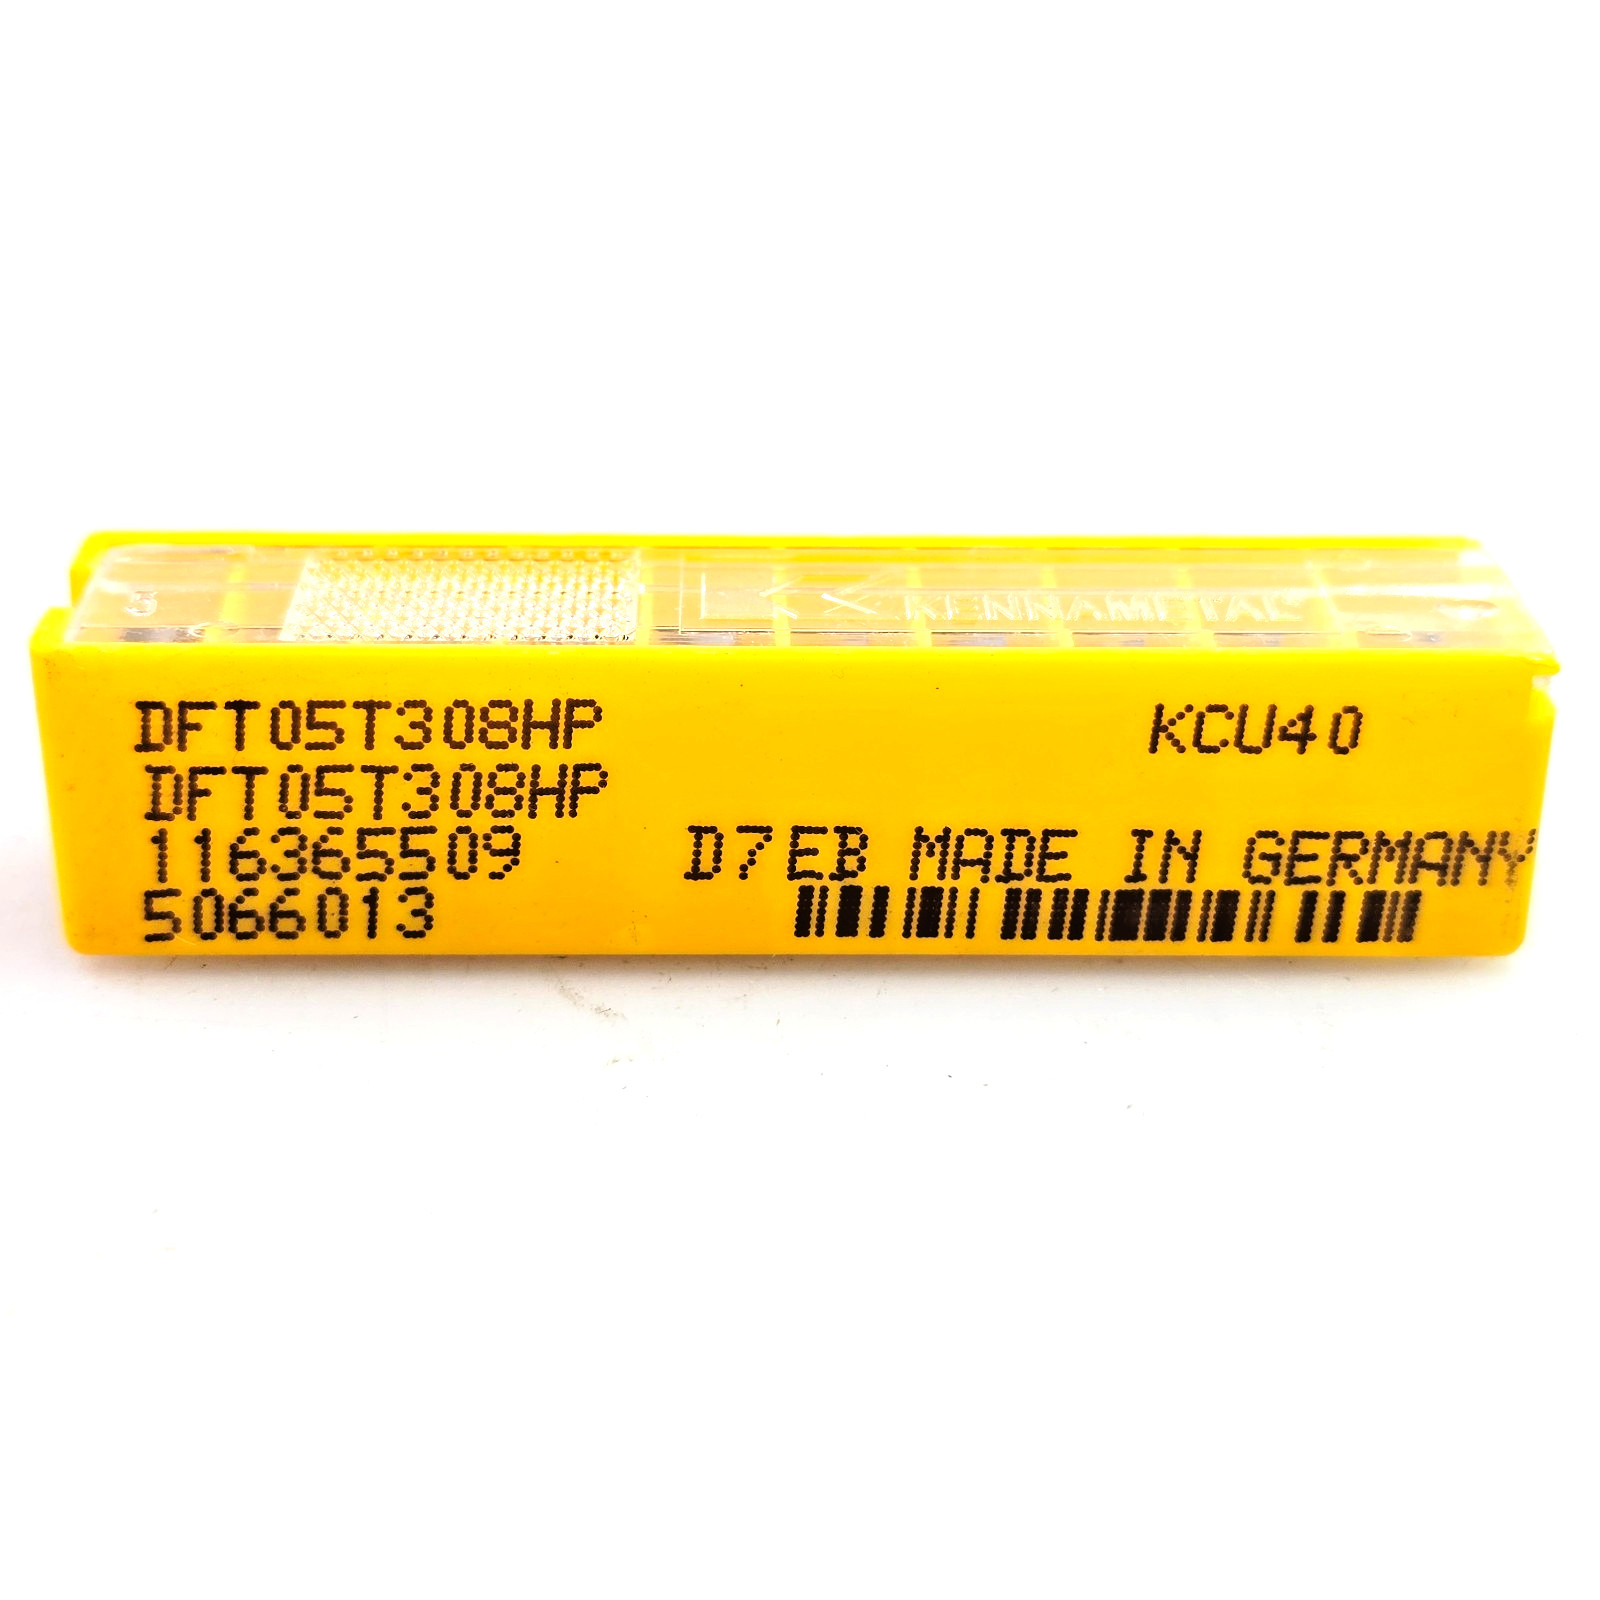 KENNAMETAL
DFT05T308HP KCU40
DFT05T308HP
116365509 D7EB MADE IN GERMANY
5066013